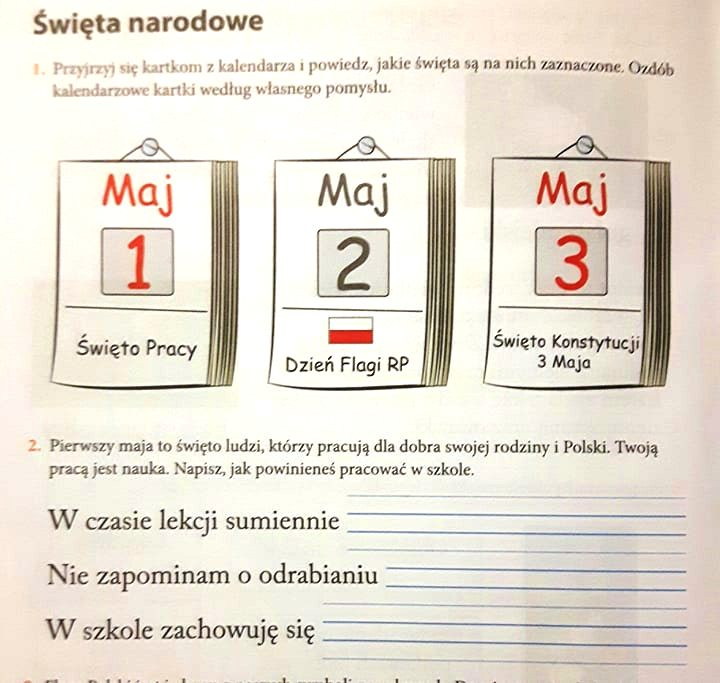 Święta narodowe
1. Przyjrzyj się kartkom z kalendarza i powiedz, jakie święta są na nich zaznaczone. Ozdób
kalendarzowe kartki według własnego pomysłu.
Maj
1
Święto Pracy
Maj
2
Dzień Flagi RP
Maj
3
Święto Konstytucji
3 Maja
2. Pierwszy maja to święto ludzi, którzy pracują dla dobra swojej rodziny i Polski. Twoją
pracą jest nauka. Napisz, jak powinieneś pracować w szkole.
W czasie lekcji sumiennie
Nie zapominam o odrabianiu
W szkole zachowuję się